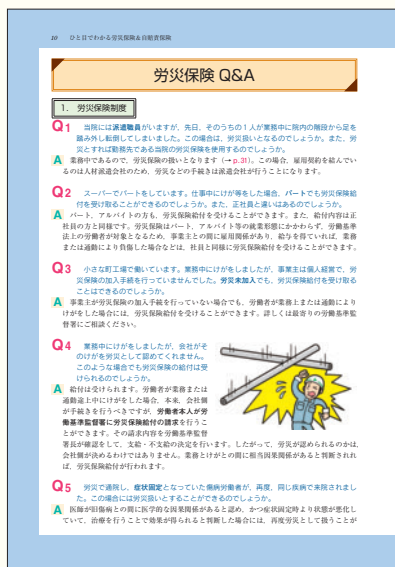 10　ひと目でわかる労災保険&自賠責保険
労災保険 Q&A
1.　労災保険制度
Q1　当院には派遣職員がいますが、先日、そのうちの1人が業務中に院内の階段から足を
踏み外し転倒してしまいました。この場合は、労災扱いとなるのでしょうか。また、労
災とすれば勤務先である当院の労災保険を使用するのでしょうか。
A　業務中であるので、労災保険の扱いとなります（→ p.31）。この場合、雇用契約を結んでい
るのは人材派遣会社のため、労災などの手続きは派遣会社が行うことになります。
Q2　スーパーでパートをしています。仕事中にけが等をした場合、パートでも労災保険給
付を受け取ることができるのでしょうか。また、正社員と違いはあるのでしょうか。
A　パート、アルバイトの方も、労災保険給付を受けることができます。また、給付内容は正
社員の方と同様です。労災保険はパート、アルバイト等の就業形態にかかわらず、労働基準
法上の労働者が対象となるため、事業主との間に雇用関係があり、給与を得ていれば、業務
または通勤により負傷した場合などは、社員と同様に労災保険給付を受けることができます。
Q3　小さな町工場で働いています。業務中にけがをしましたが、事業主は個人経営で、労
災保険の加入手続を行っていませんでした。労災未加入でも、労災保険給付を受け取る
ことはできるのでしょうか。
A　事業主が労災保険の加入手続を行っていない場合でも、労働者が業務上または通勤により
けがをした場合には、労災保険給付を受けることができます。詳しくは最寄りの労働基準監
督署にご相談ください。
Q4　業務中にけがをしましたが、会社がそ
のけがを労災として認めてくれません。
このような場合でも労災保険の給付は受
けられるのでしょうか。
A　給付は受けられます。労働者が業務または
通勤途上中にけがをした場合、本来、会社側
が手続きを行うべきですが、労働者本人が労
働基準監督署に労災保険給付の請求を行うこ
とができます。その請求内容を労働基準監督
署長が確認をして、支給・不支給の決定を行います。したがって、労災が認められるのかは、
会社側が決めるわけではありません。業務とけがとの間に相当因果関係があると判断されれ
ば、労災保険給付が行われます。
Q5　労災で通院し、症状固定となっていた傷病労働者が、再度、同じ疾病で来院されまし
た。この場合には労災扱いとすることができるのでしょうか。
A　医師が旧傷病との間に医学的な因果関係があると認め、かつ症状固定時より状態が悪化し
ていて、治療を行うことで効果が得られると判断した場合には、再度労災として扱うことが